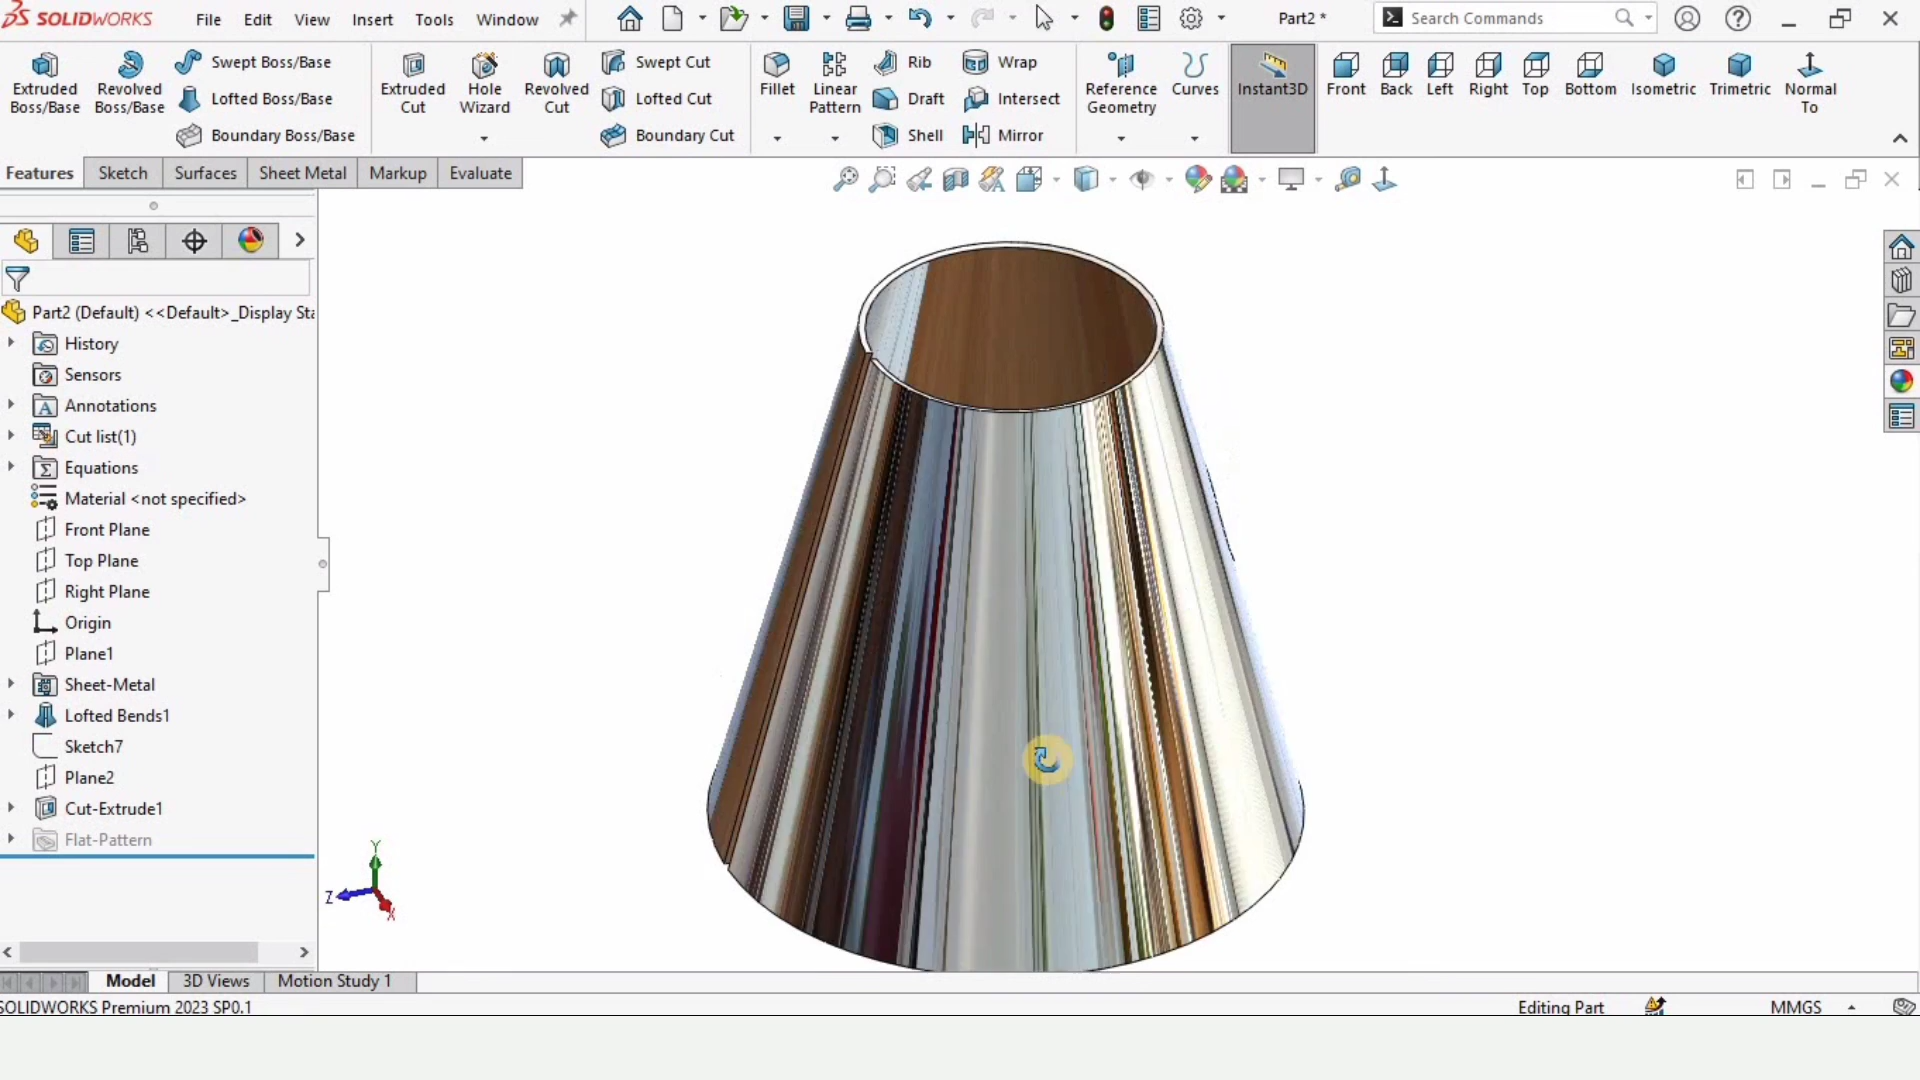 SOLIDWORKS File Edit View Insert Tools Window Part2 * Search Commands
Extruded Boss/Base
Revolved Boss/Base
Swept Boss/Base
Lofted Boss/Base
Boundary Boss/Base
Extruded Cut
Hole Wizard
Revolved Cut
Swept Cut
Lofted Cut
Boundary Cut
Fillet
Linear Pattern
Rib
Draft
Shell
Wrap
Intersect
Mirror
Reference Geometry
Curves
Instant3D
Front
Back
Left
Right
Top
Bottom
Isometric
Trimetric
Normal To
Features Sketch Surfaces Sheet Metal Markup Evaluate
Part2 (Default) <<Default>_Display Sta
History
Sensors
Annotations
Cut list(1)
Equations
Material <not specified>
Front Plane
Top Plane
Right Plane
Origin
Plane1
Sheet-Metal
Lofted Bends1
Sketch7
Plane2
Cut-Extrude1
Flat-Pattern
Y
Z
X
Model 3D Views Motion Study 1
SOLIDWORKS Premium 2023 SP0.1 Editing Part MMGS